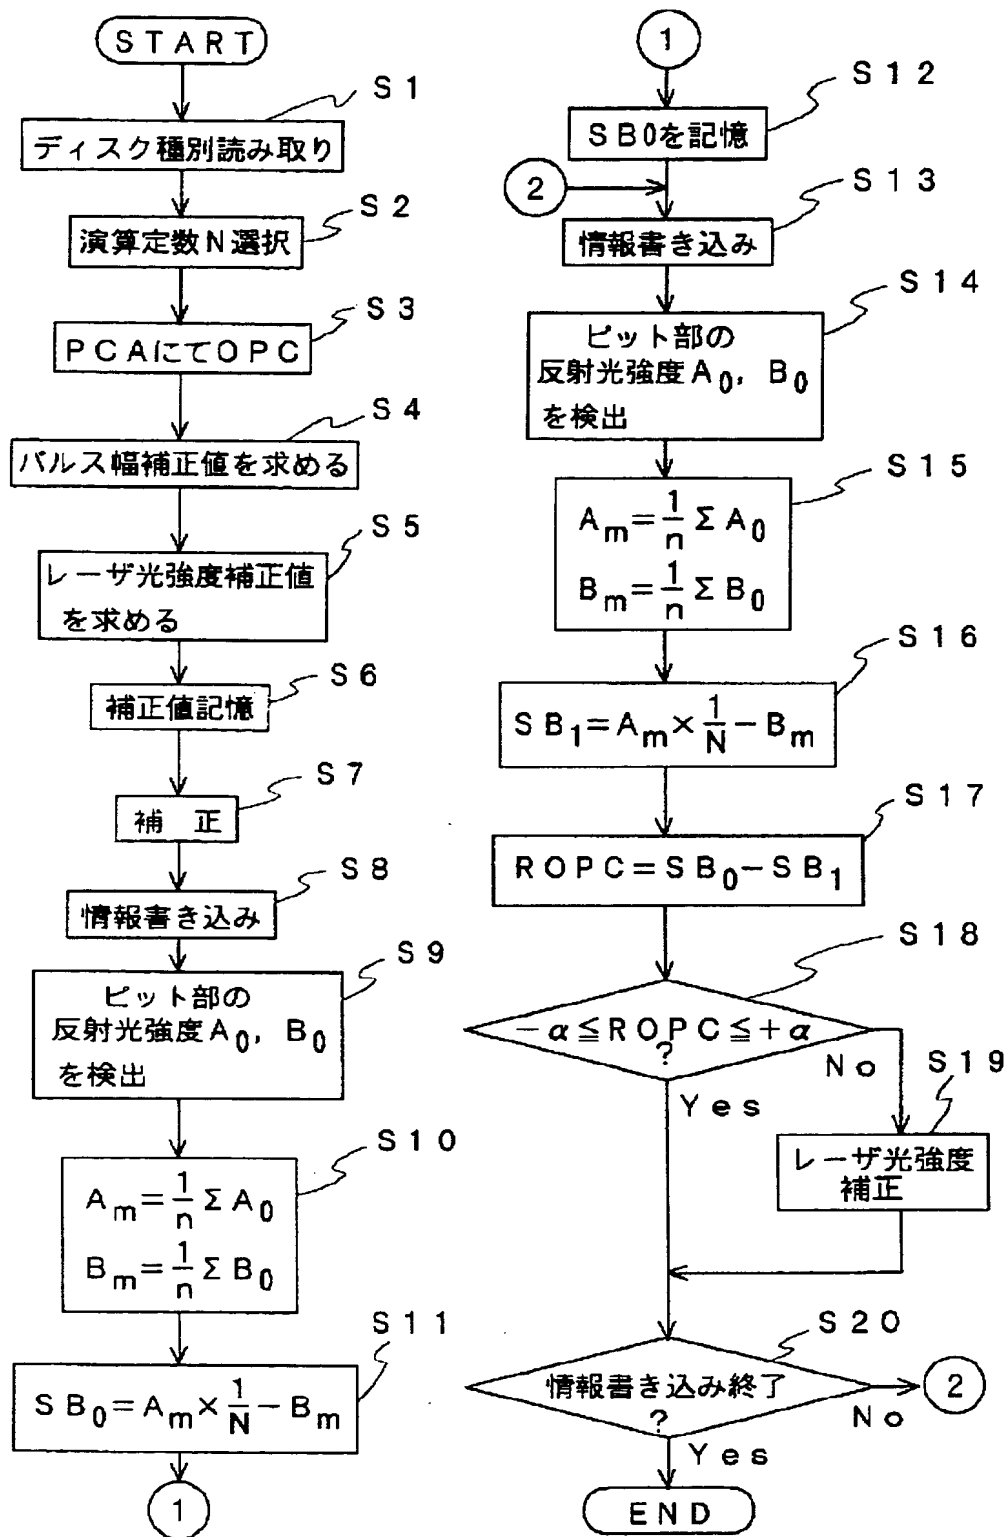 START
S1
ディスク種別読み取り
S2
演算定数N選択
S3
PCAにてOPC
S4
パルス幅補正値を求める
S5
レーザ光強度補正値
を求める
S6
補正値記憶
S7
補 正
S8
情報書き込み
S9
ピット部の
反射光強度A₀, B₀
を検出
S10
Aₘ=1/n ΣA₀
Bₘ=1/n ΣB₀
S11
SB₀=Aₘ×1/N−Bₘ
1
1
S12
SB0を記憶
2
S13
情報書き込み
S14
ピット部の
反射光強度A₀, B₀
を検出
S15
Aₘ=1/n ΣA₀
Bₘ=1/n ΣB₀
S16
SB₁=Aₘ×1/N−Bₘ
S17
ROPC=SB₀−SB₁
S18
−α≦ROPC≦+α
?
No
Yes
S19
レーザ光強度
補正
S20
情報書き込み終了
?
2
No
Yes
END